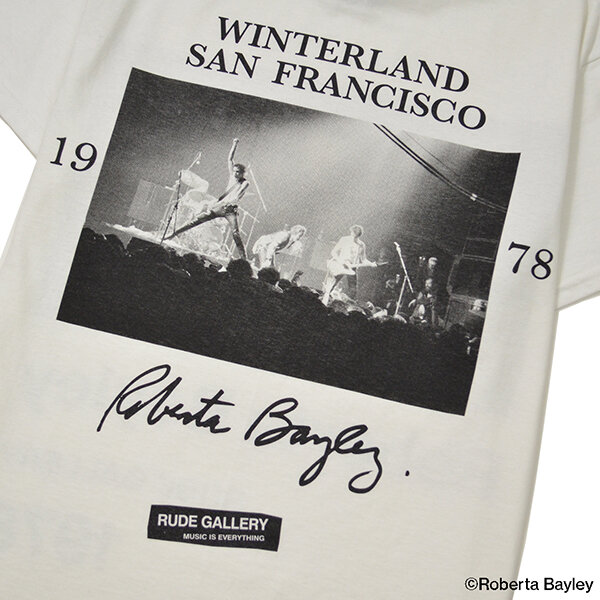 WINTERLAND
SAN FRANCISCO
19
78
Roberta Bayley.
RUDE GALLERY
MUSIC IS EVERYTHING
©Roberta Bayley